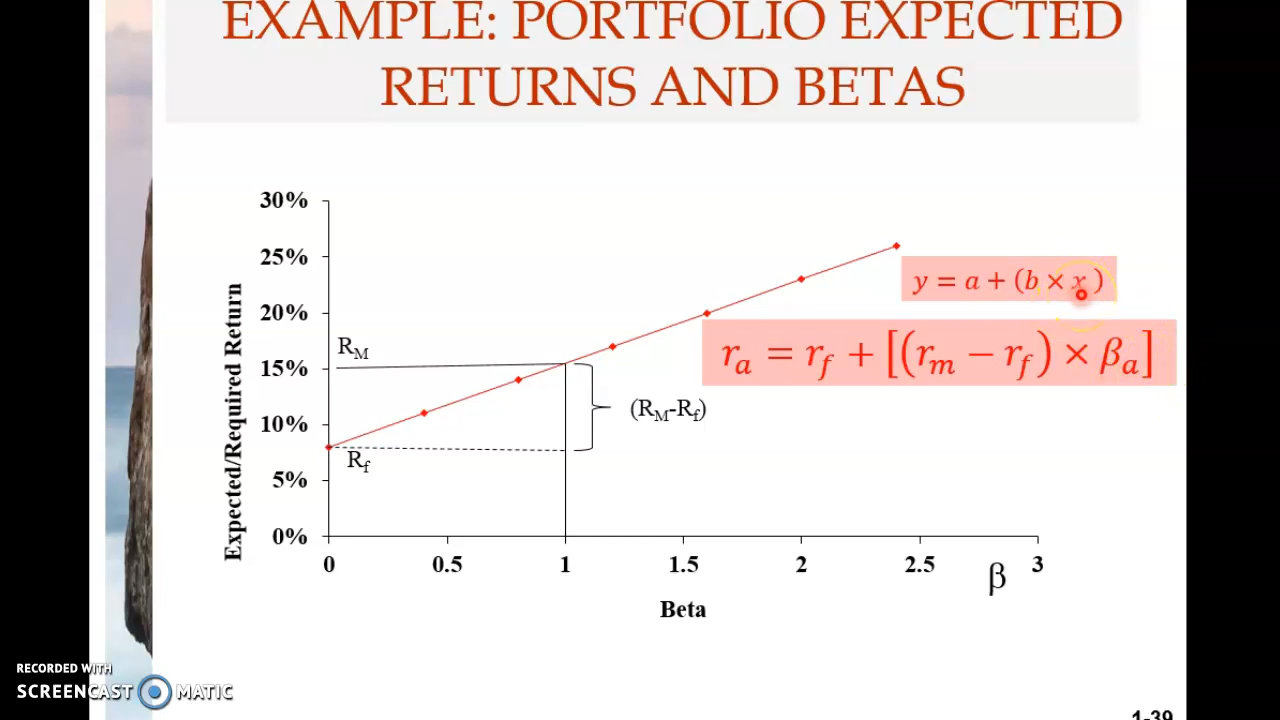 EXAMPLE: PORTFOLIO EXPECTED
RETURNS AND BETAS
30%
25%
20%
15%
10%
5%
0%
Expected/Required Return
R_M
R_f
(R_M-R_f)
y = a + (b × x)
r_a = r_f + [(r_m − r_f) × β_a]
0 0.5 1 1.5 2 2.5 3
β
Beta
RECORDED WITH
SCREENCAST MATIC
1-39